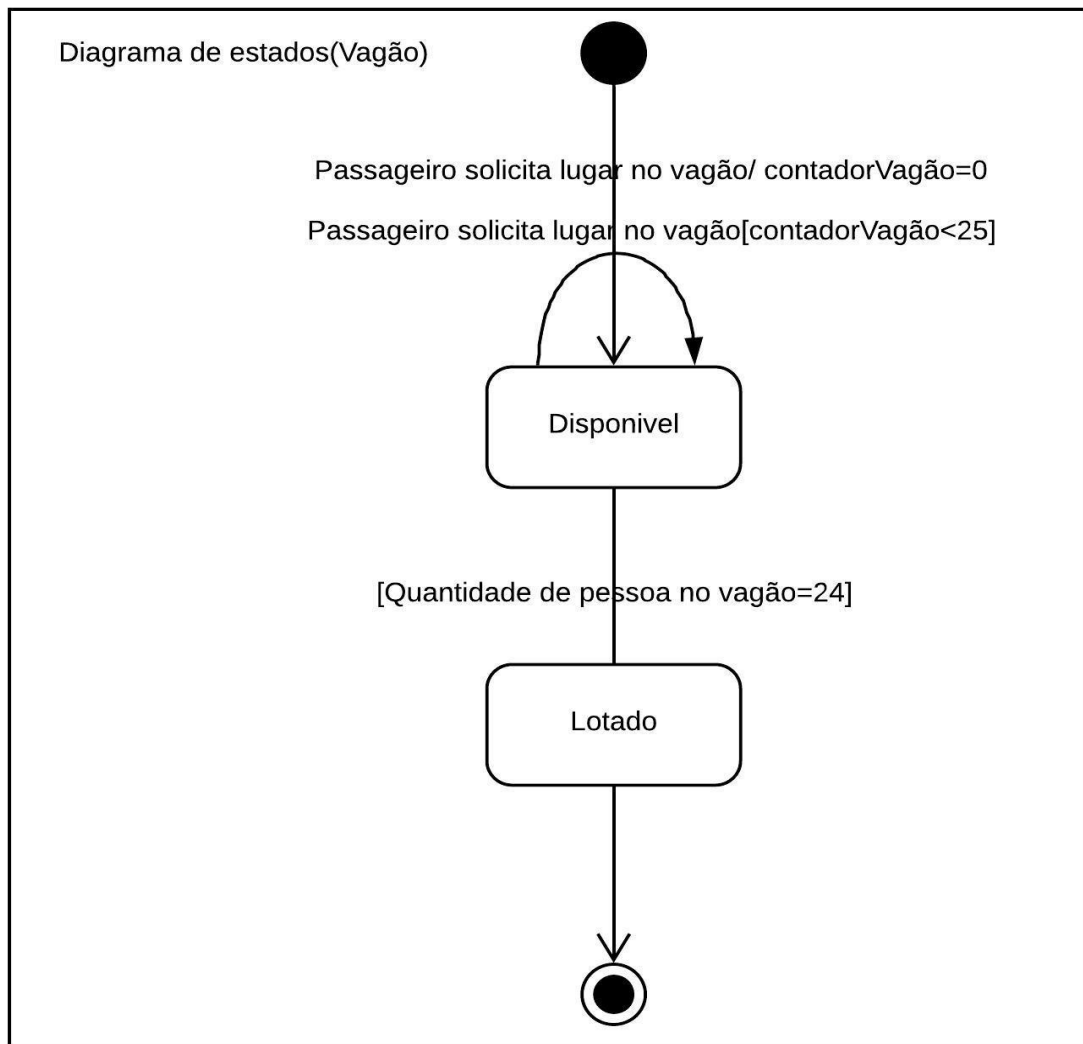 Diagrama de estados(Vagão)
Passageiro solicita lugar no vagão/ contadorVagão=0
Passageiro solicita lugar no vagão[contadorVagão<25]
Disponivel
[Quantidade de pessoa no vagão=24]
Lotado